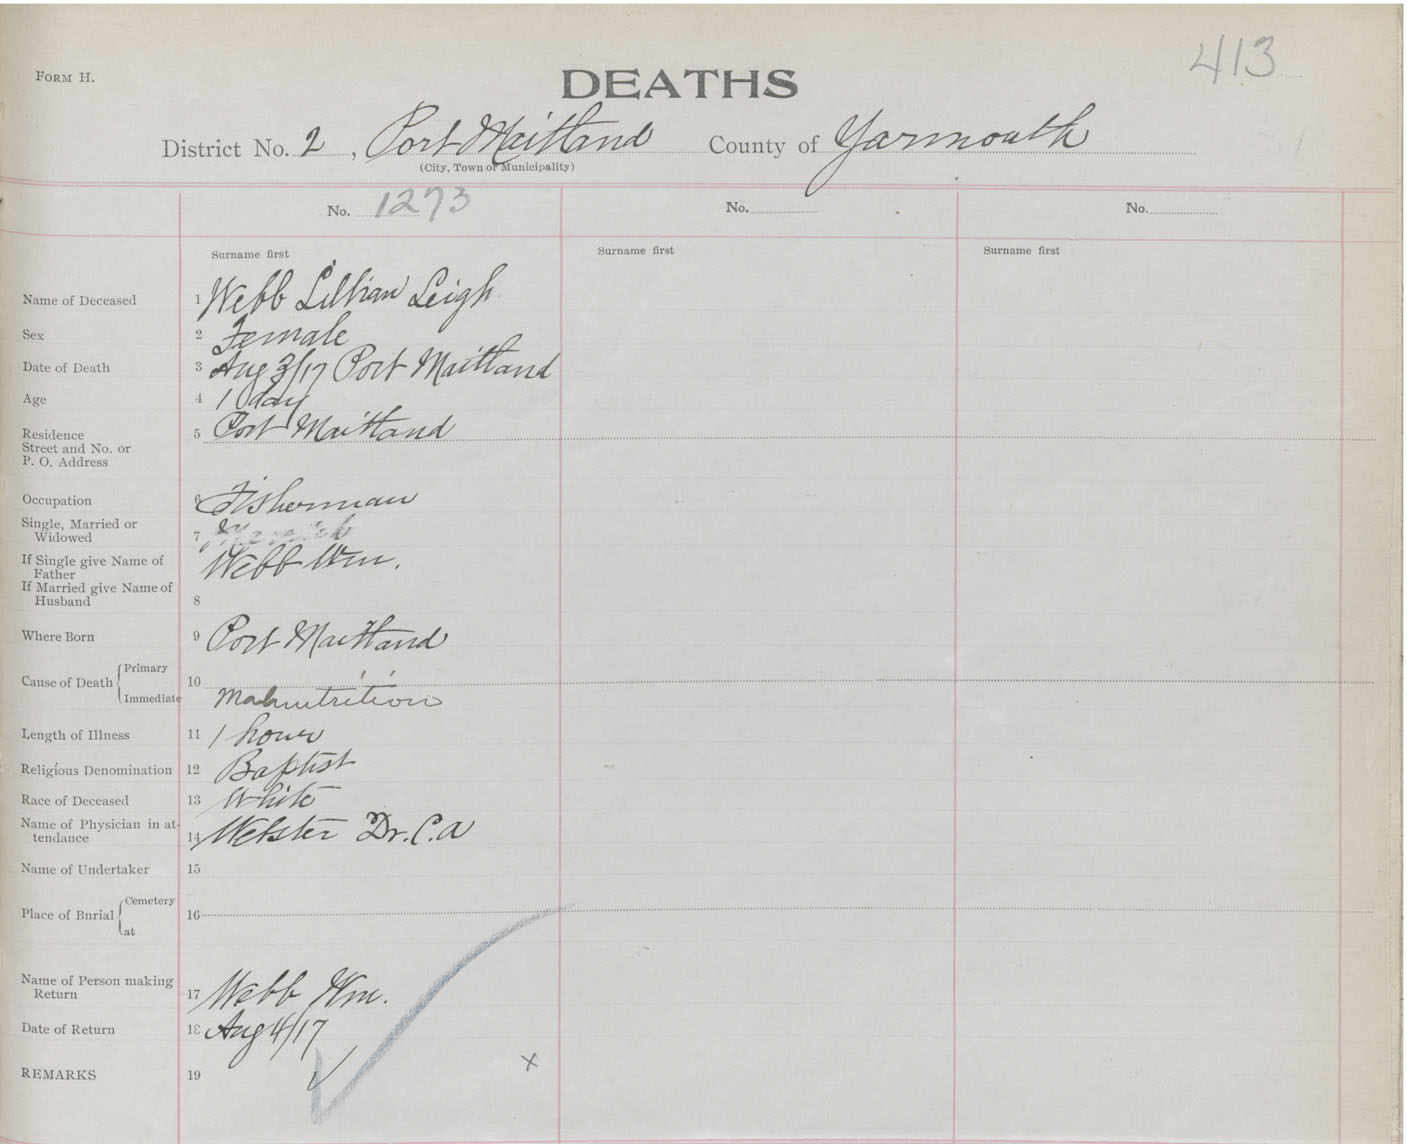 413
FORM H.
DEATHS
District No. 2, Port Maitland County of Yarmouth
(City, Town or Municipality)
No. 1273 No. No.
Surname first Surname first Surname first
Name of Deceased 1 Webb Lillian Leigh
Sex 2 Female
Date of Death 3 Aug 3/17 Port Maitland
Age 4 1 day
Residence 5 Port Maitland
Street and No. or
P. O. Address
Occupation 6 Fisherman
Single, Married or
Widowed 7
If Single give Name of Webb Wm.
Father
If Married give Name of
Husband 8
Where Born 9 Port Maitland
Primary
Cause of Death 10
Immediate Malnutrition
Length of Illness 11 1 hour
Religious Denomination 12 Baptist
Race of Deceased 13 White
Name of Physician in at-
tendance 14 Webster Dr. C. A
Name of Undertaker 15
Cemetery
Place of Bnrial 16
at
Name of Person making
Return 17 Webb Wm.
Date of Return 18 Aug 4/17
REMARKS 19 x